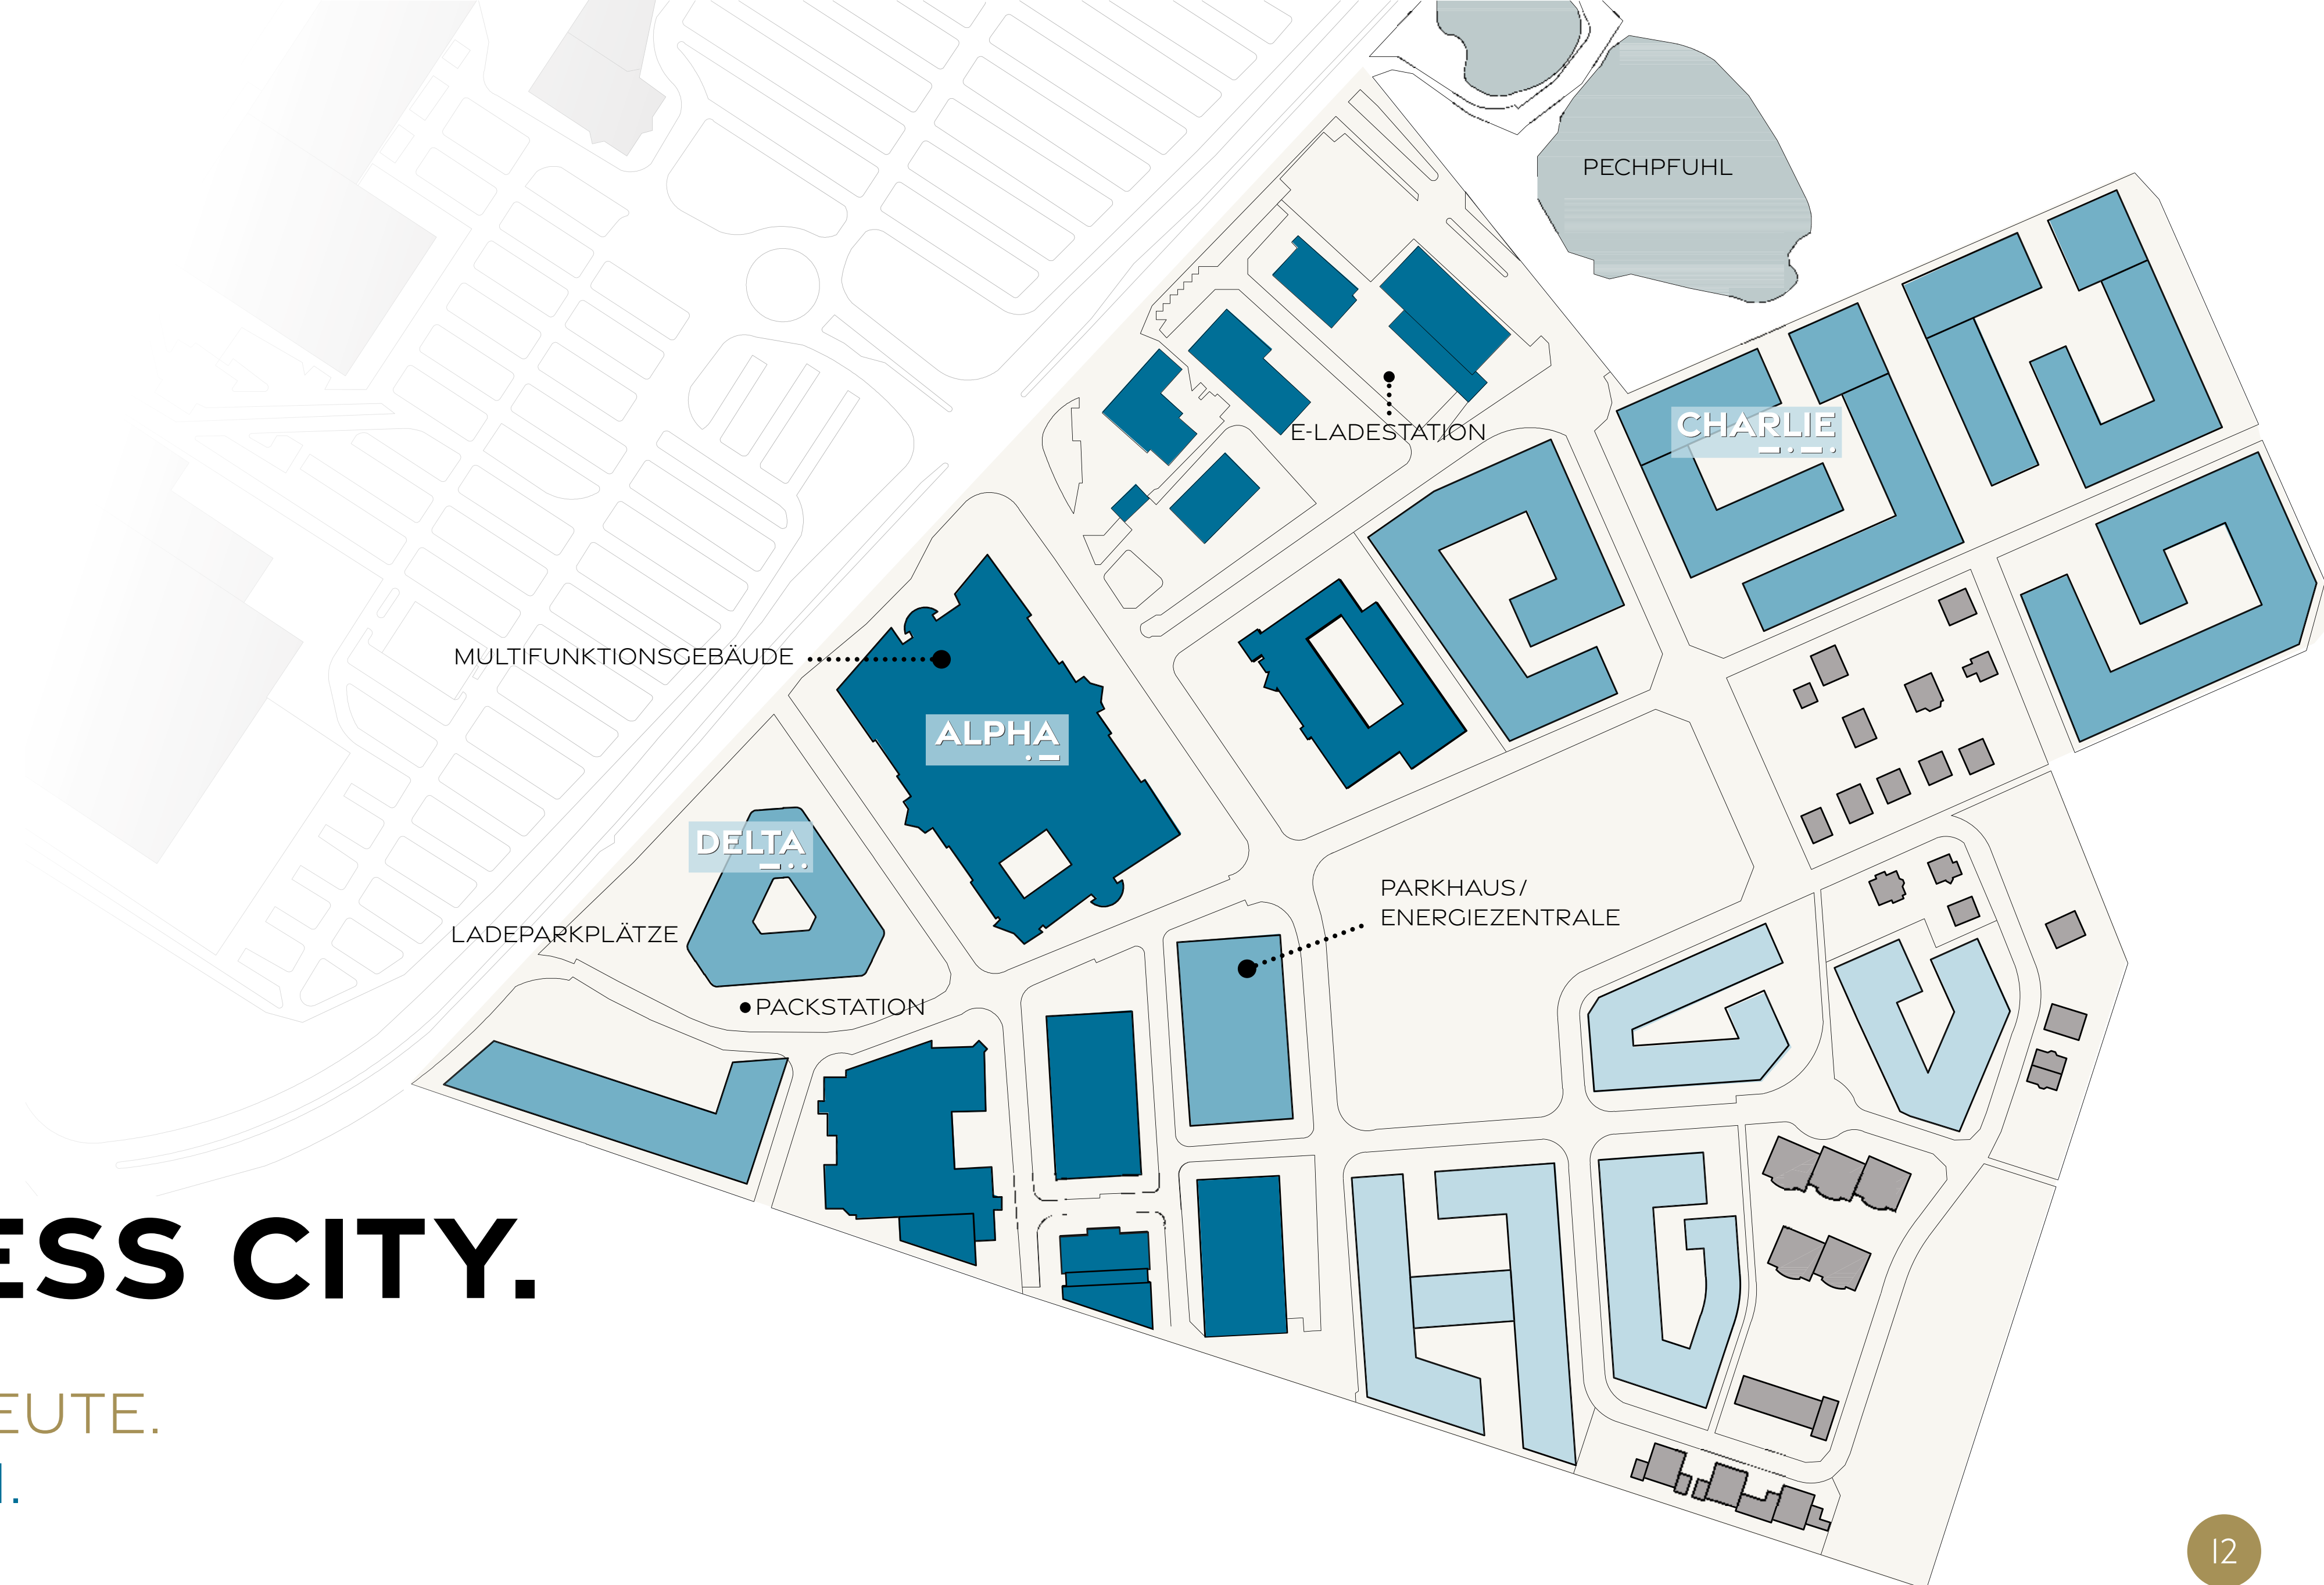 PECHPFUHL
E-LADESTATION
CHARLIE
MULTIFUNKTIONSGEBÄUDE
ALPHA
DELTA
PARKHAUS/
ENERGIEZENTRALE
LADEPARKPLÄTZE
PACKSTATION
ESS CITY.
EUTE.
12